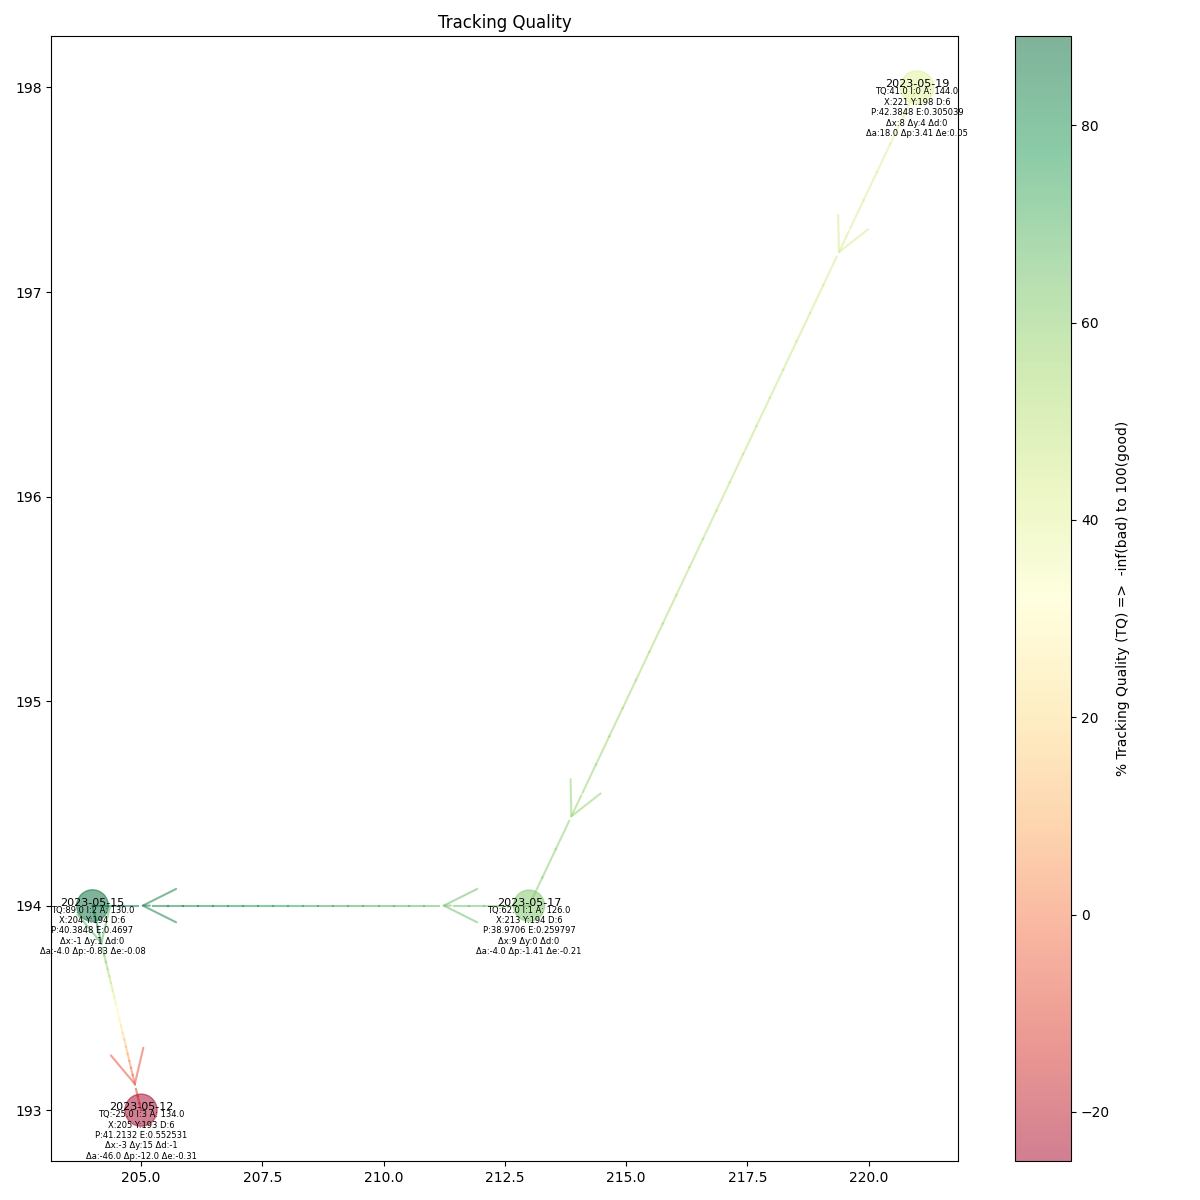 Tracking Quality
198
197
196
195
194
193
205.0
207.5
210.0
212.5
215.0
217.5
220.0
2023-05-19
TQ:41.0 I:0 A: 144.0
X:221 Y:198 D:6
P:42.3848 E:0.305039
Δx:8 Δy:4 Δd:0
Δa:18.0 Δp:3.41 Δe:0.05
2023-05-17
TQ:62.0 I:1 A: 126.0
X:213 Y:194 D:6
P:38.9706 E:0.259797
Δx:9 Δy:0 Δd:0
Δa:-4.0 Δp:-1.41 Δe:-0.21
2023-05-15
TQ:89.0 I:2 A: 130.0
X:204 Y:194 D:6
P:40.3848 E:0.4697
Δx:-1 Δy:1 Δd:0
Δa:-4.0 Δp:-0.83 Δe:-0.08
2023-05-12
TQ:-25.0 I:3 A: 134.0
X:205 Y:193 D:6
P:41.2132 E:0.552531
Δx:-3 Δy:15 Δd:-1
Δa:-46.0 Δp:-12.0 Δe:-0.31
80
60
40
20
0
−20
% Tracking Quality (TQ) => -inf(bad) to 100(good)